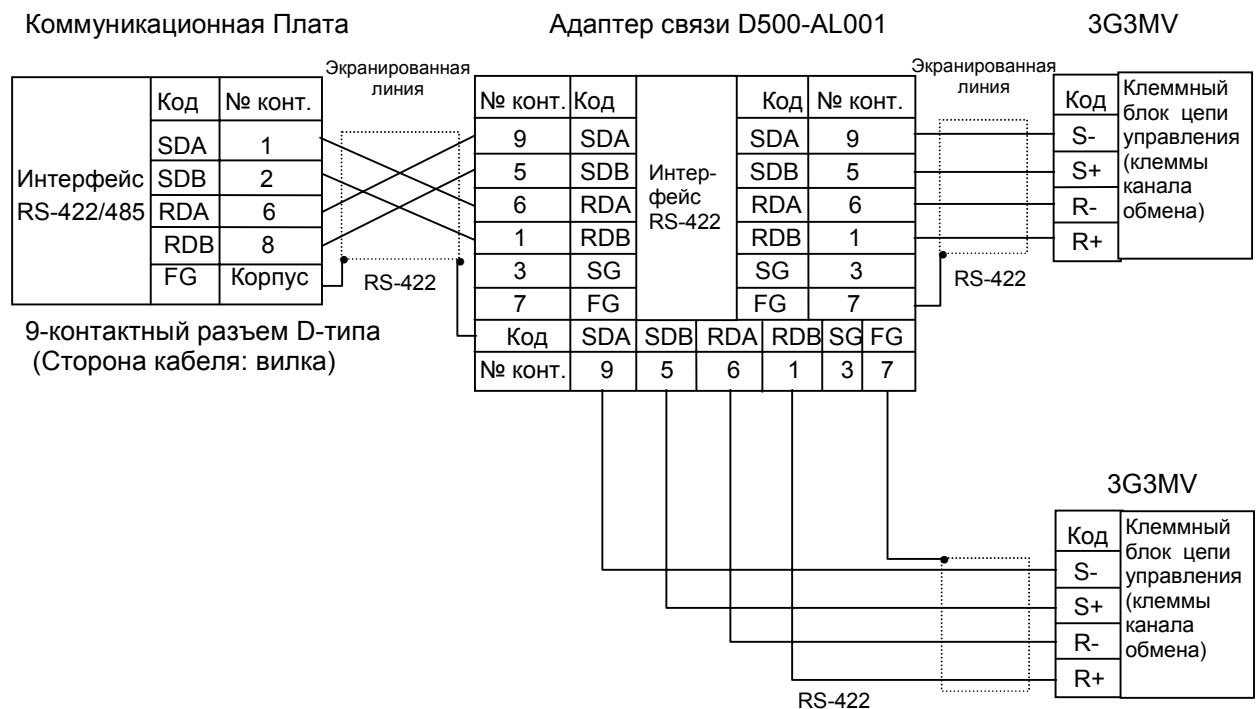 Коммуникационная Плата
Адаптер связи D500-AL001
3G3MV
Экранированная
линия
Экранированная
линия
Интерфейс
RS-422/485
Код № конт.
SDA 1
SDB 2
RDA 6
RDB 8
FG Корпус
RS-422
9-контактный разъем D-типа
(Сторона кабеля: вилка)
№ конт. Код
9 SDA
5 SDB
6 RDA
1 RDB
3 SG
7 FG
Интер-
фейс
RS-422
Код № конт.
SDA 9
SDB 5
RDA 6
RDB 1
SG 3
FG 7
Код SDA SDB RDA RDB SG FG
№ конт. 9 5 6 1 3 7
RS-422
Код
S-
S+
R-
R+
Клеммный
блок цепи
управления
(клеммы
канала
обмена)
3G3MV
Код
S-
S+
R-
R+
Клеммный
блок цепи
управления
(клеммы
канала
обмена)
RS-422